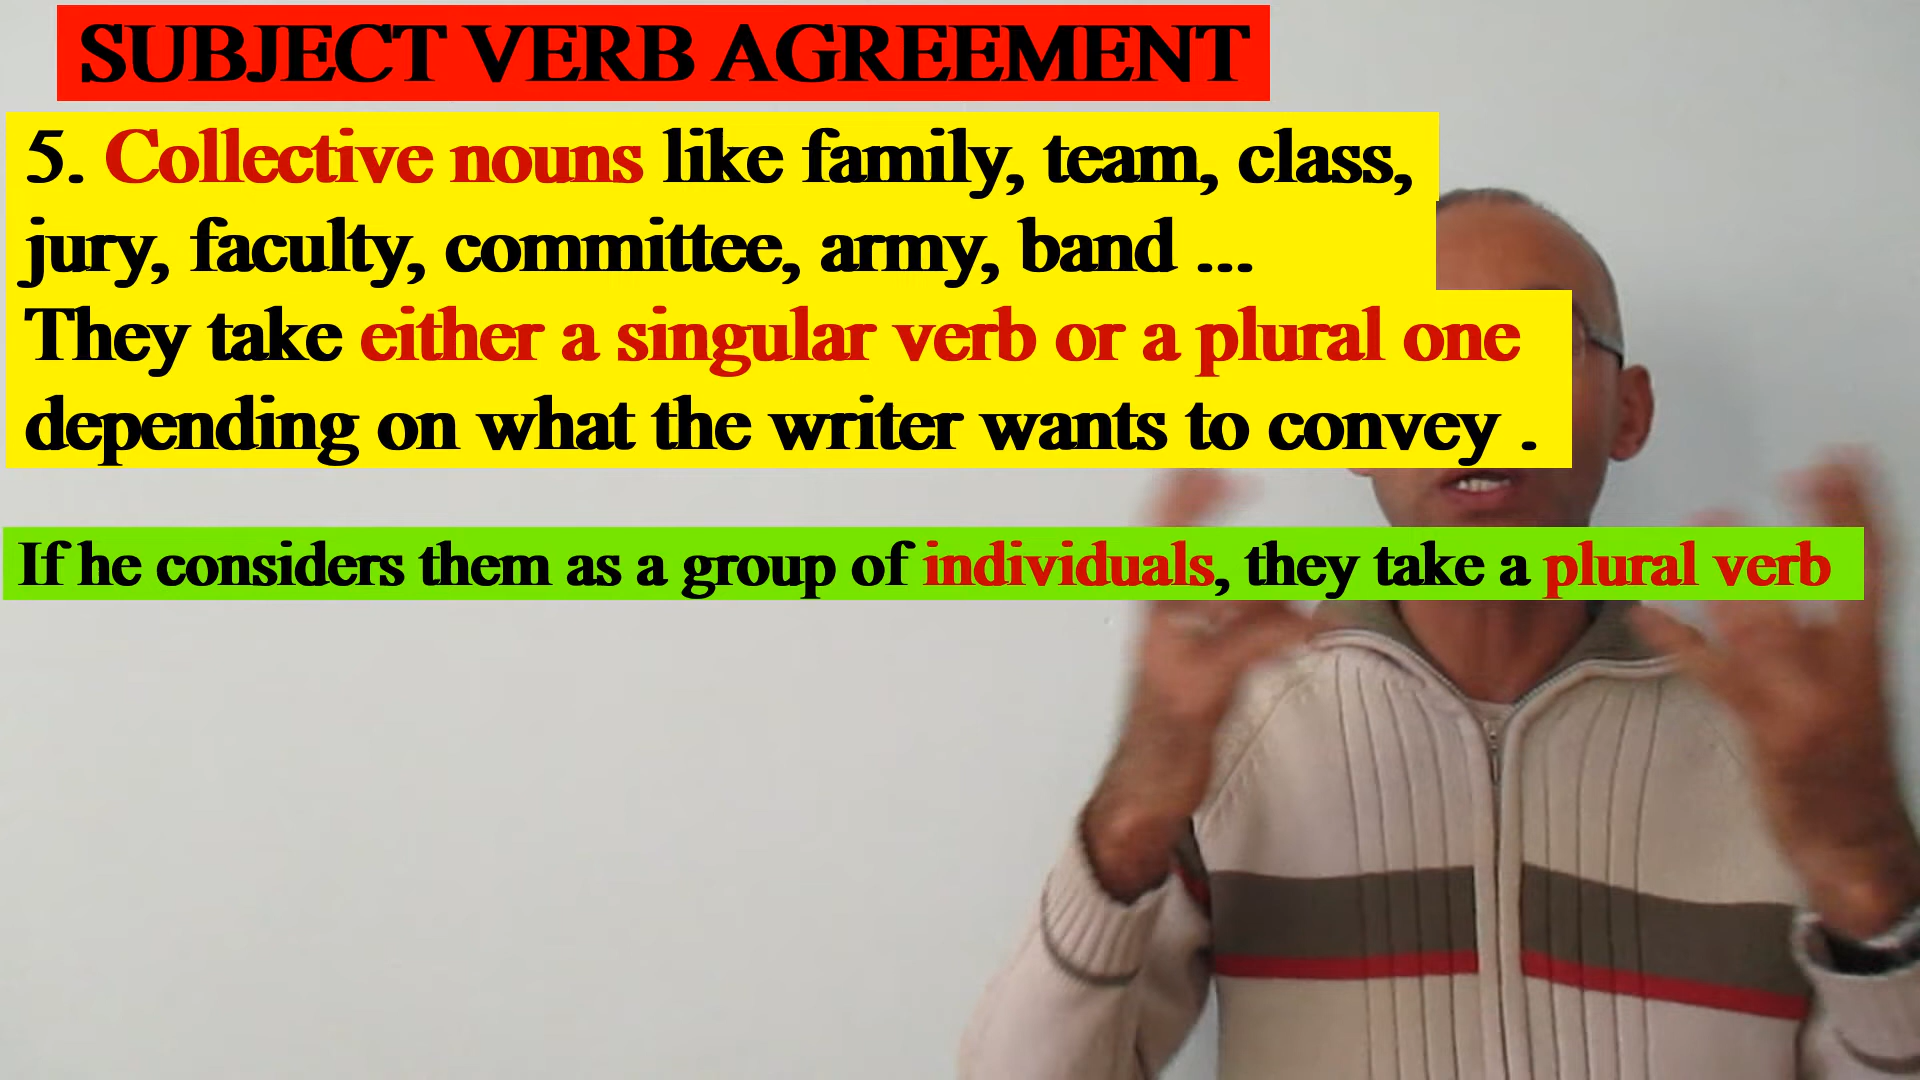 SUBJECT VERB AGREEMENT
5. Collective nouns like family, team, class,
jury, faculty, committee, army, band ...
They take either a singular verb or a plural one
depending on what the writer wants to convey .
If he considers them as a group of individuals, they take a plural verb